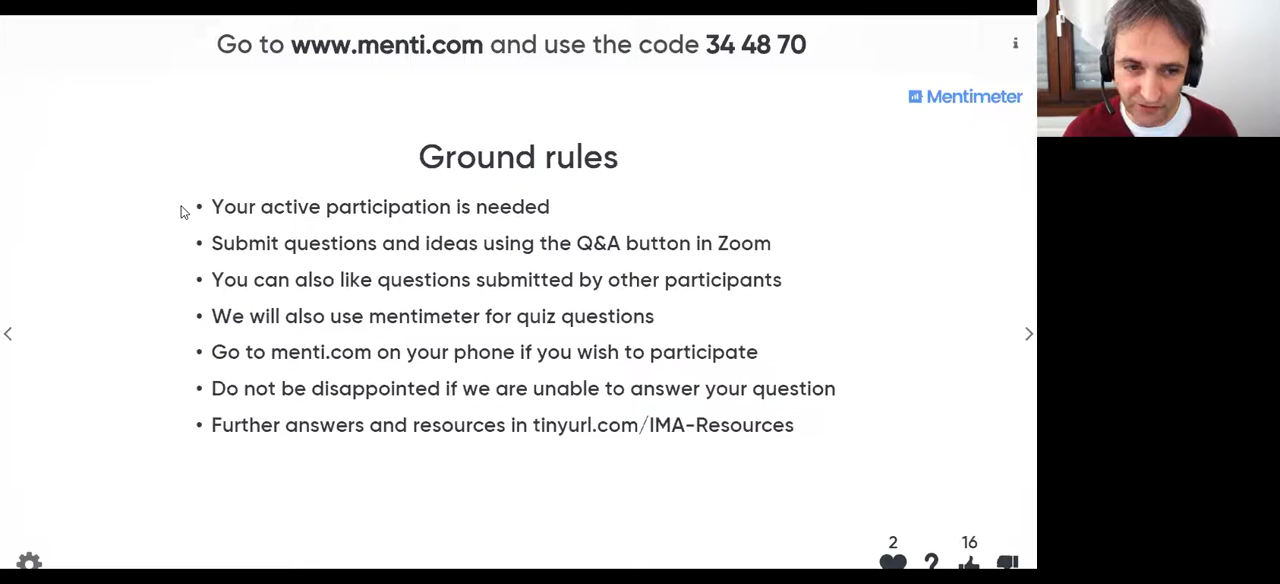 Go to www.menti.com and use the code 34 48 70
Mentimeter
Ground rules
• Your active participation is needed
• Submit questions and ideas using the Q&A button in Zoom
• You can also like questions submitted by other participants
• We will also use mentimeter for quiz questions
• Go to menti.com on your phone if you wish to participate
• Do not be disappointed if we are unable to answer your question
• Further answers and resources in tinyurl.com/IMA-Resources
2 16